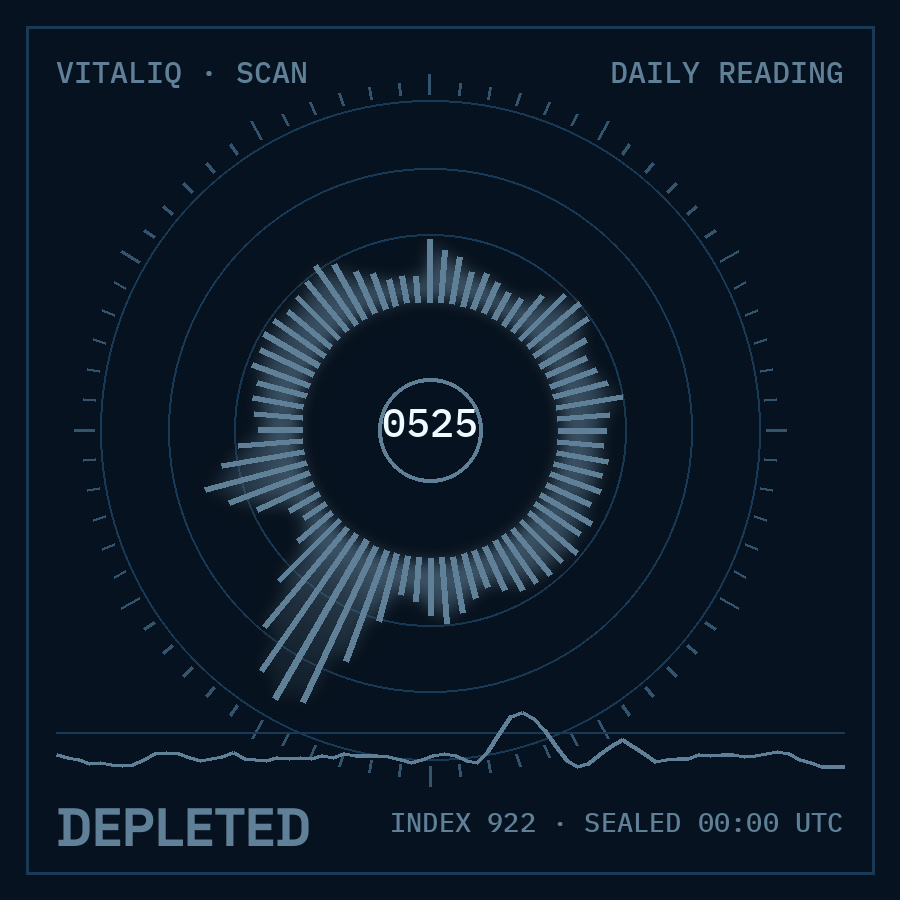 VITALIQ · SCAN
DAILY READING
0525
DEPLETED
INDEX 922 · SEALED 00:00 UTC